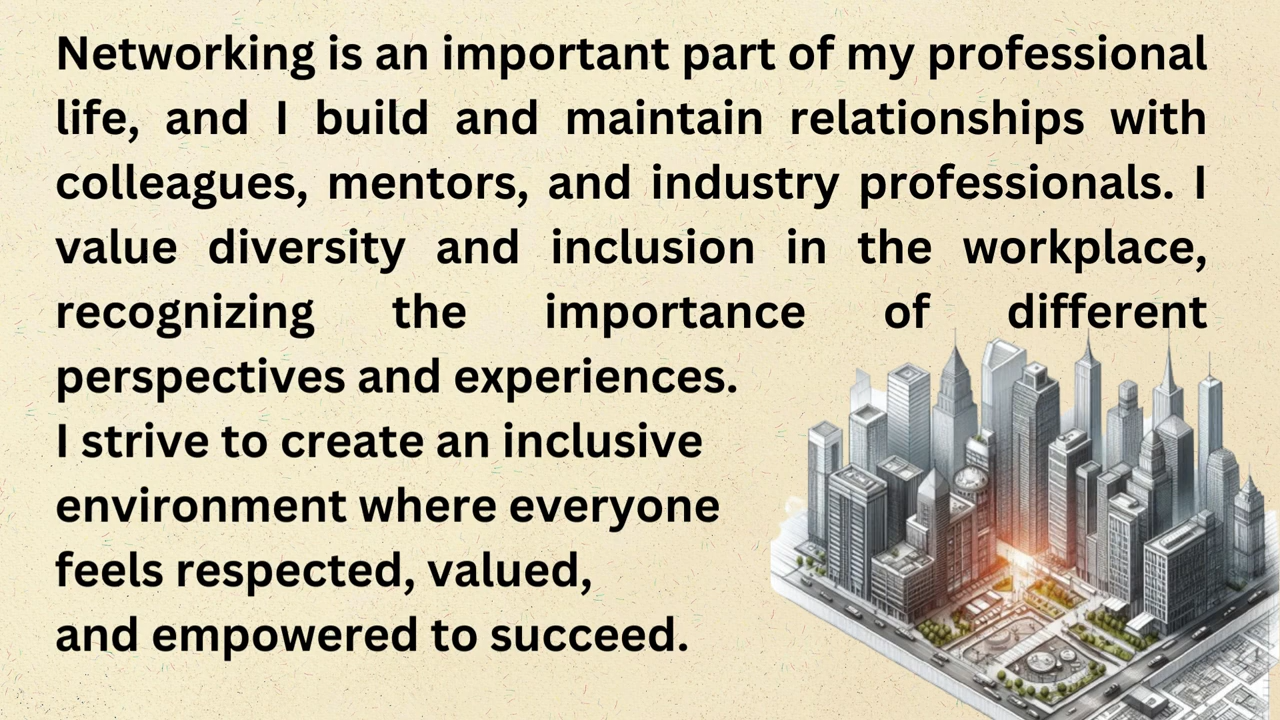 Networking is an important part of my professional
life, and I build and maintain relationships with
colleagues, mentors, and industry professionals. I
value diversity and inclusion in the workplace,
recognizing the importance of different
perspectives and experiences.
I strive to create an inclusive
environment where everyone
feels respected, valued,
and empowered to succeed.